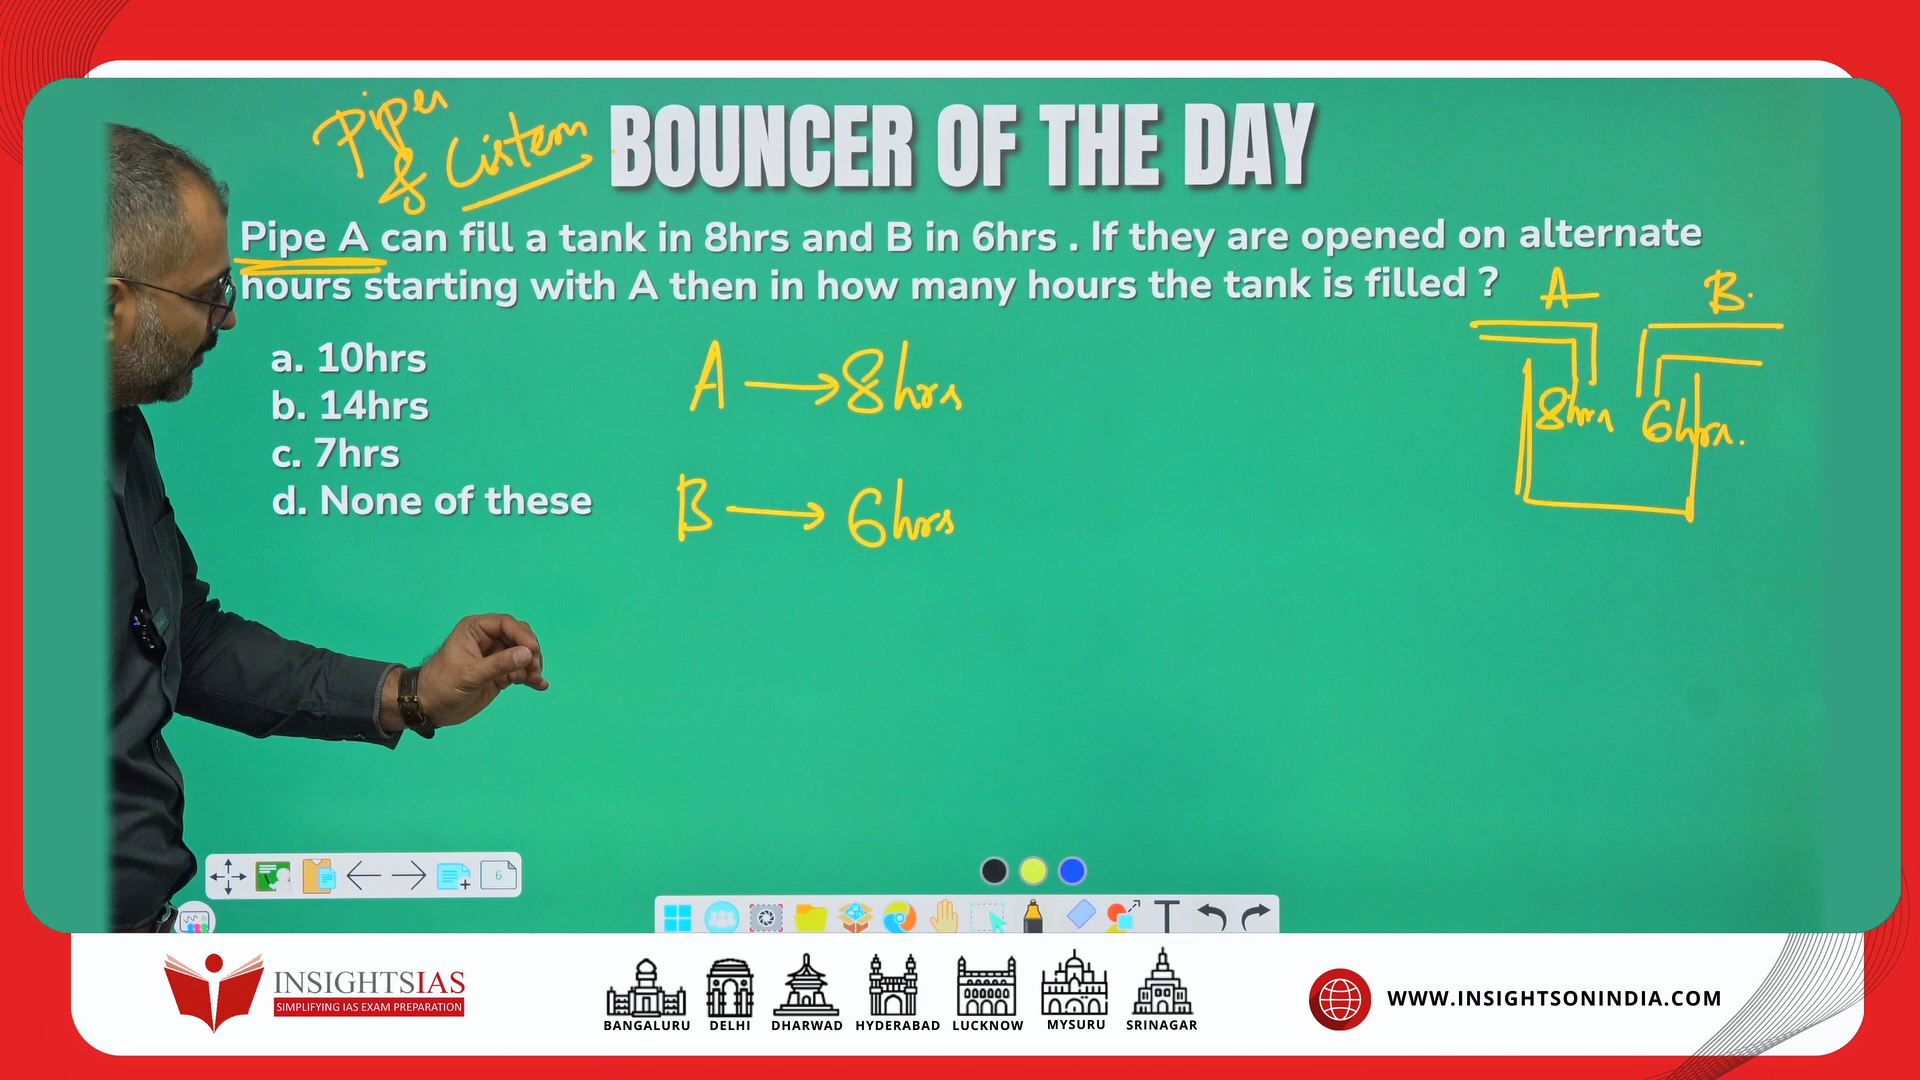 Pipes
& Cistern
BOUNCER OF THE DAY
Pipe A can fill a tank in 8hrs and B in 6hrs . If they are opened on alternate
hours starting with A then in how many hours the tank is filled ?
a. 10hrs
b. 14hrs
c. 7hrs
d. None of these
A → 8hrs
B → 6hrs
A B.
8hrs 6hrs.
6
T
INSIGHTSIAS
SIMPLIFYING IAS EXAM PREPARATION
BANGALURU DELHI DHARWAD HYDERABAD LUCKNOW MYSURU SRINAGAR
WWW.INSIGHTSONINDIA.COM